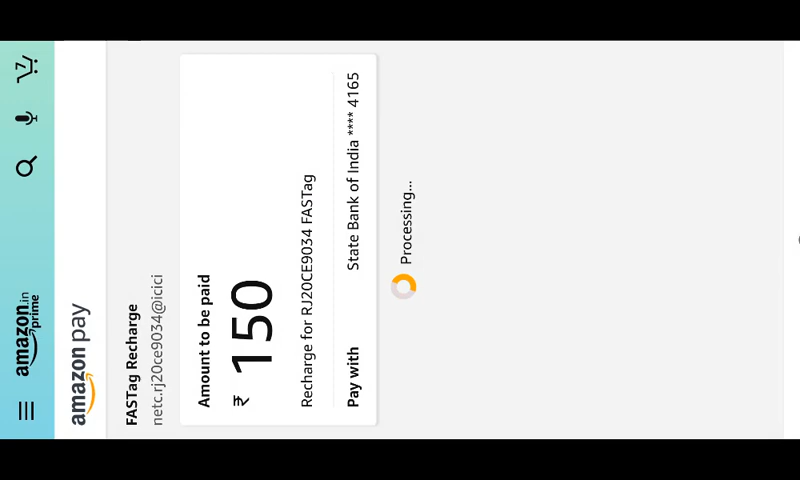 amazon.in
prime
7
amazon pay
FASTag Recharge
netc.rj20ce9034@icici
Amount to be paid
₹ 150
Recharge for RJ20CE9034 FASTag
Pay with State Bank of India **** 4165
Processing...